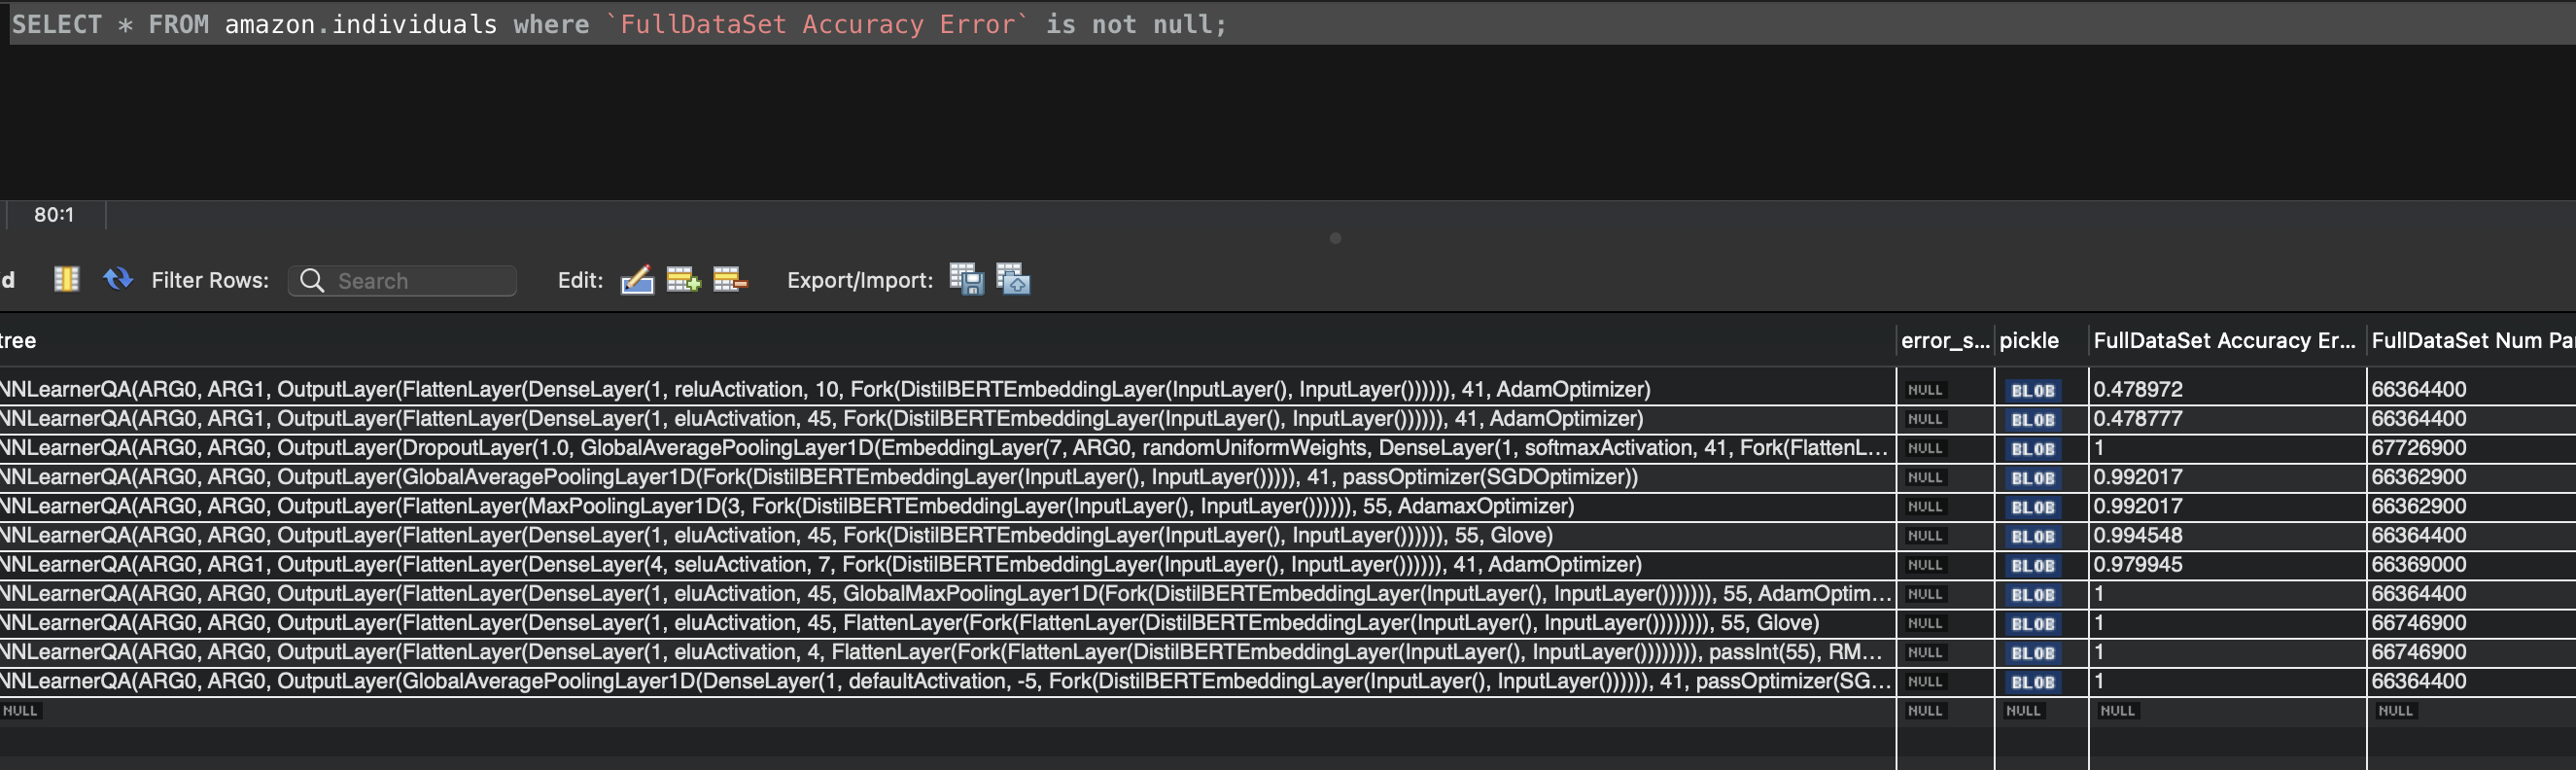 SELECT * FROM amazon.individuals where `FullDataSet Accuracy Error` is not null;
80:1
d Filter Rows: Search Edit: Export/Import:
tree error_s... pickle FullDataSet Accuracy Er... FullDataSet Num Pa
NNLearnerQA(ARG0, ARG1, OutputLayer(FlattenLayer(DenseLayer(1, reluActivation, 10, Fork(DistilBERTEmbeddingLayer(InputLayer(), InputLayer()))))), 41, AdamOptimizer) NULL BLOB 0.478972 66364400
NNLearnerQA(ARG0, ARG1, OutputLayer(FlattenLayer(DenseLayer(1, eluActivation, 45, Fork(DistilBERTEmbeddingLayer(InputLayer(), InputLayer()))))), 41, AdamOptimizer) NULL BLOB 0.478777 66364400
NNLearnerQA(ARG0, ARG0, OutputLayer(DropoutLayer(1.0, GlobalAveragePoolingLayer1D(EmbeddingLayer(7, ARG0, randomUniformWeights, DenseLayer(1, softmaxActivation, 41, Fork(FlattenL... NULL BLOB 1 67726900
NNLearnerQA(ARG0, ARG0, OutputLayer(GlobalAveragePoolingLayer1D(Fork(DistilBERTEmbeddingLayer(InputLayer(), InputLayer())))), 41, passOptimizer(SGDOptimizer)) NULL BLOB 0.992017 66362900
NNLearnerQA(ARG0, ARG0, OutputLayer(FlattenLayer(MaxPoolingLayer1D(3, Fork(DistilBERTEmbeddingLayer(InputLayer(), InputLayer()))))), 55, AdamaxOptimizer) NULL BLOB 0.992017 66362900
NNLearnerQA(ARG0, ARG0, OutputLayer(FlattenLayer(DenseLayer(1, eluActivation, 45, Fork(DistilBERTEmbeddingLayer(InputLayer(), InputLayer()))))), 55, Glove) NULL BLOB 0.994548 66364400
NNLearnerQA(ARG0, ARG1, OutputLayer(FlattenLayer(DenseLayer(4, seluActivation, 7, Fork(DistilBERTEmbeddingLayer(InputLayer(), InputLayer()))))), 41, AdamOptimizer) NULL BLOB 0.979945 66369000
NNLearnerQA(ARG0, ARG0, OutputLayer(FlattenLayer(DenseLayer(1, eluActivation, 45, GlobalMaxPoolingLayer1D(Fork(DistilBERTEmbeddingLayer(InputLayer(), InputLayer())))))), 55, AdamOptim... NULL BLOB 1 66364400
NNLearnerQA(ARG0, ARG0, OutputLayer(FlattenLayer(DenseLayer(1, eluActivation, 45, FlattenLayer(Fork(FlattenLayer(DistilBERTEmbeddingLayer(InputLayer(), InputLayer()))))))), 55, Glove) NULL BLOB 1 66746900
NNLearnerQA(ARG0, ARG0, OutputLayer(FlattenLayer(DenseLayer(1, eluActivation, 4, FlattenLayer(Fork(FlattenLayer(DistilBERTEmbeddingLayer(InputLayer(), InputLayer()))))))), passInt(55), RM... NULL BLOB 1 66746900
NNLearnerQA(ARG0, ARG0, OutputLayer(GlobalAveragePoolingLayer1D(DenseLayer(1, defaultActivation, -5, Fork(DistilBERTEmbeddingLayer(InputLayer(), InputLayer()))))), 41, passOptimizer(SG... NULL BLOB 1 66364400
NULL NULL NULL NULL NULL